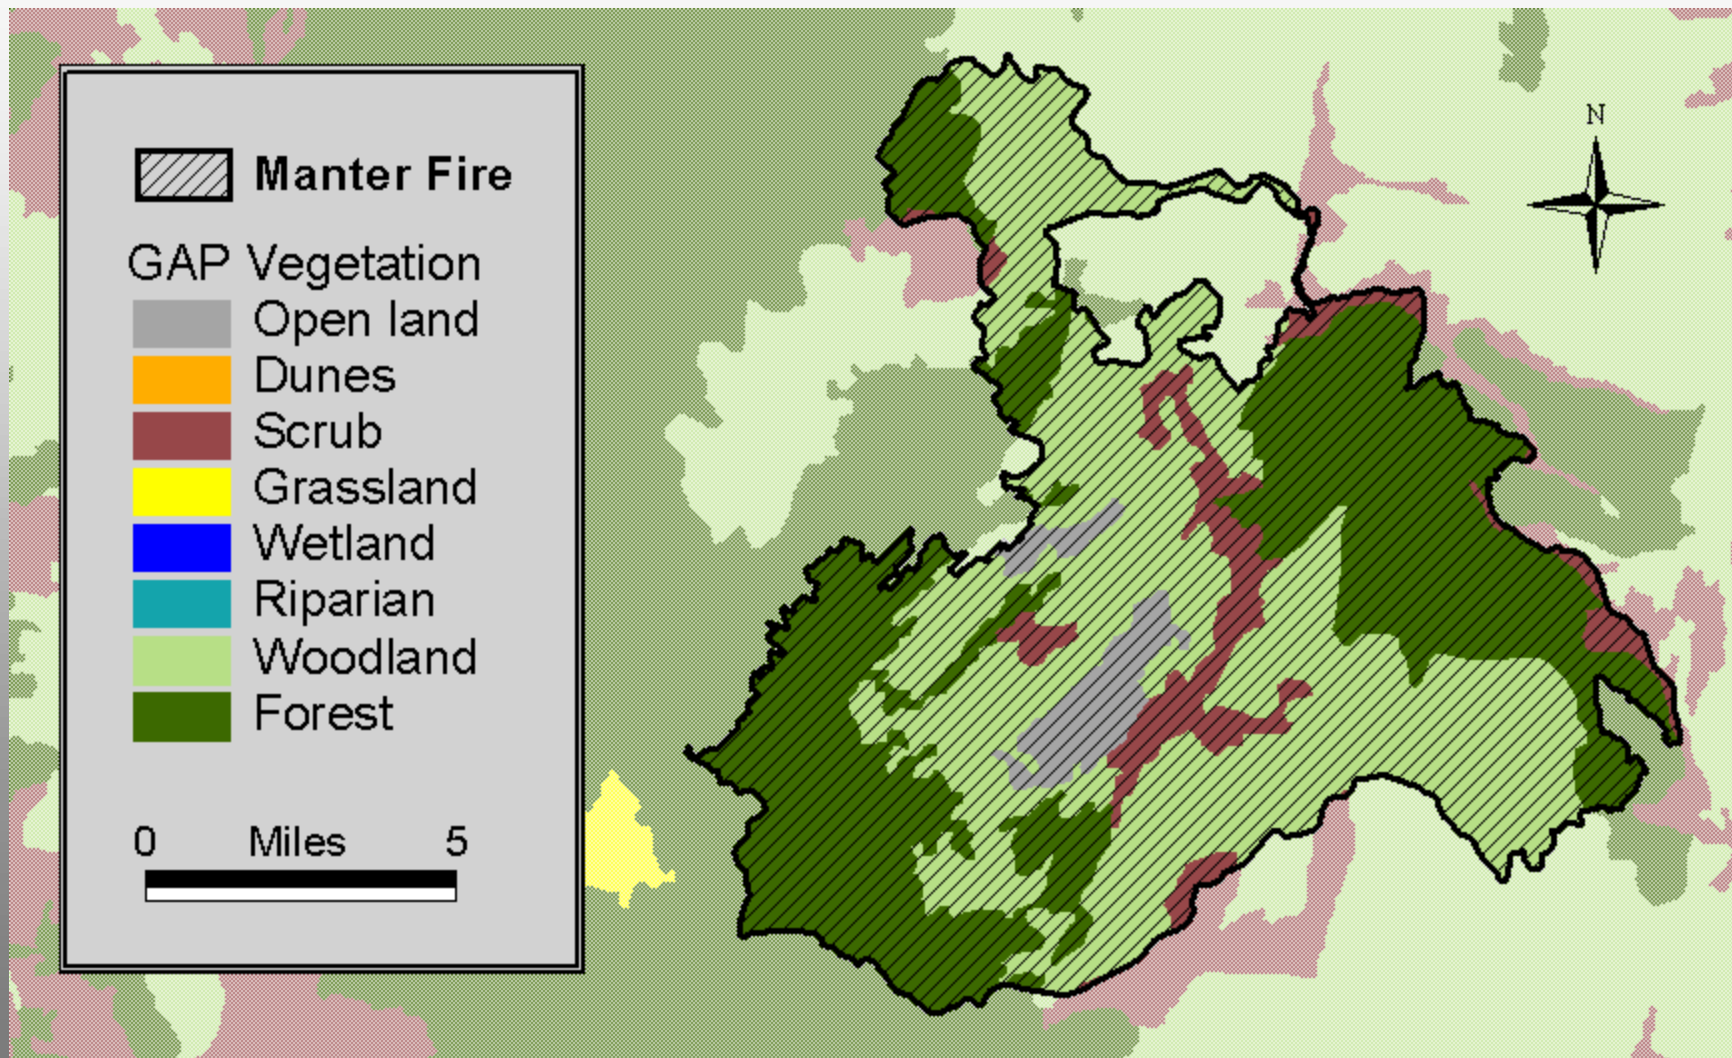 Manter Fire
GAP Vegetation
Open land
Dunes
Scrub
Grassland
Wetland
Riparian
Woodland
Forest
0 Miles 5
N